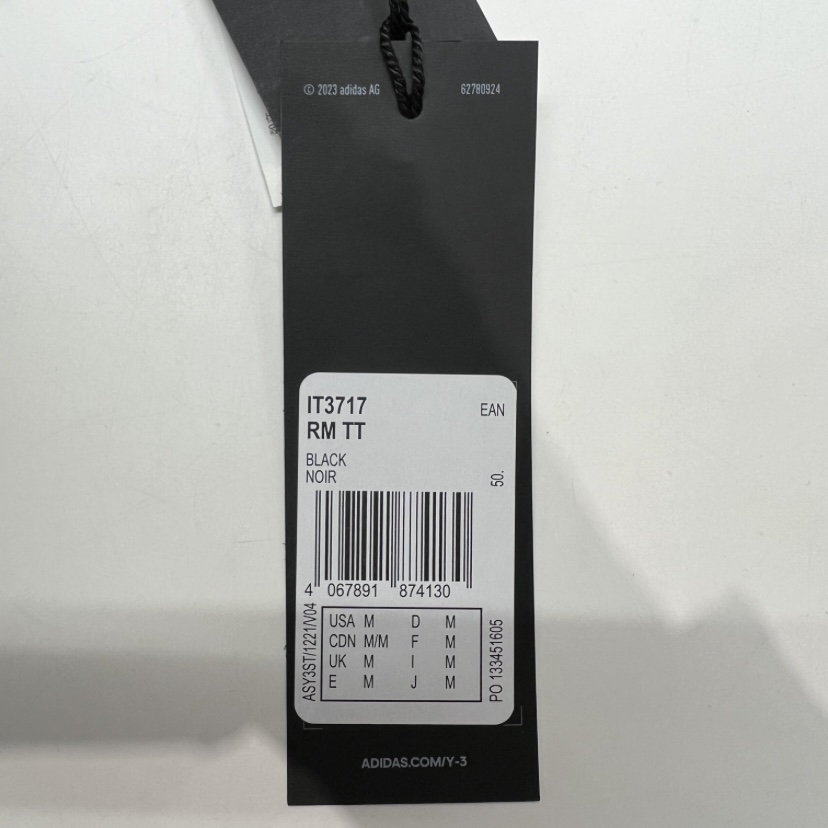 © 2023 adidas AG 62780924
IT3717 EAN
RM TT
BLACK
NOIR
50.
4 067891 874130
ASY3ST/1221/V04
USA M D M
CDN M/M F M
UK M I M
E M J M
PO 133451605
ADIDAS.COM/Y-3